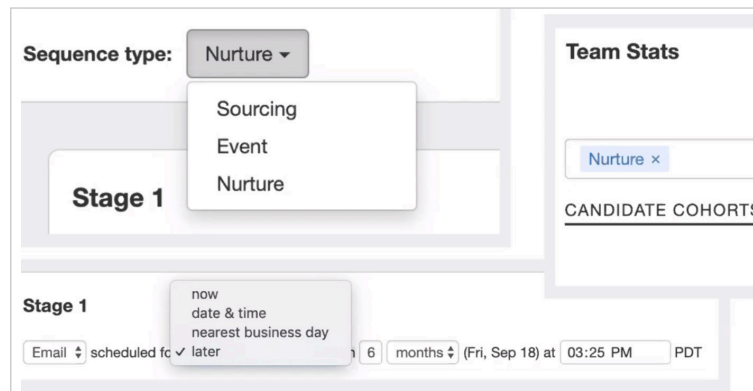 Sequence type: Nurture
Sourcing
Event
Nurture
Stage 1
Team Stats
Nurture ×
CANDIDATE COHORTS
Stage 1
now
date & time
nearest business day
✓ later
Email scheduled fo 6 months (Fri, Sep 18) at 03:25 PM PDT